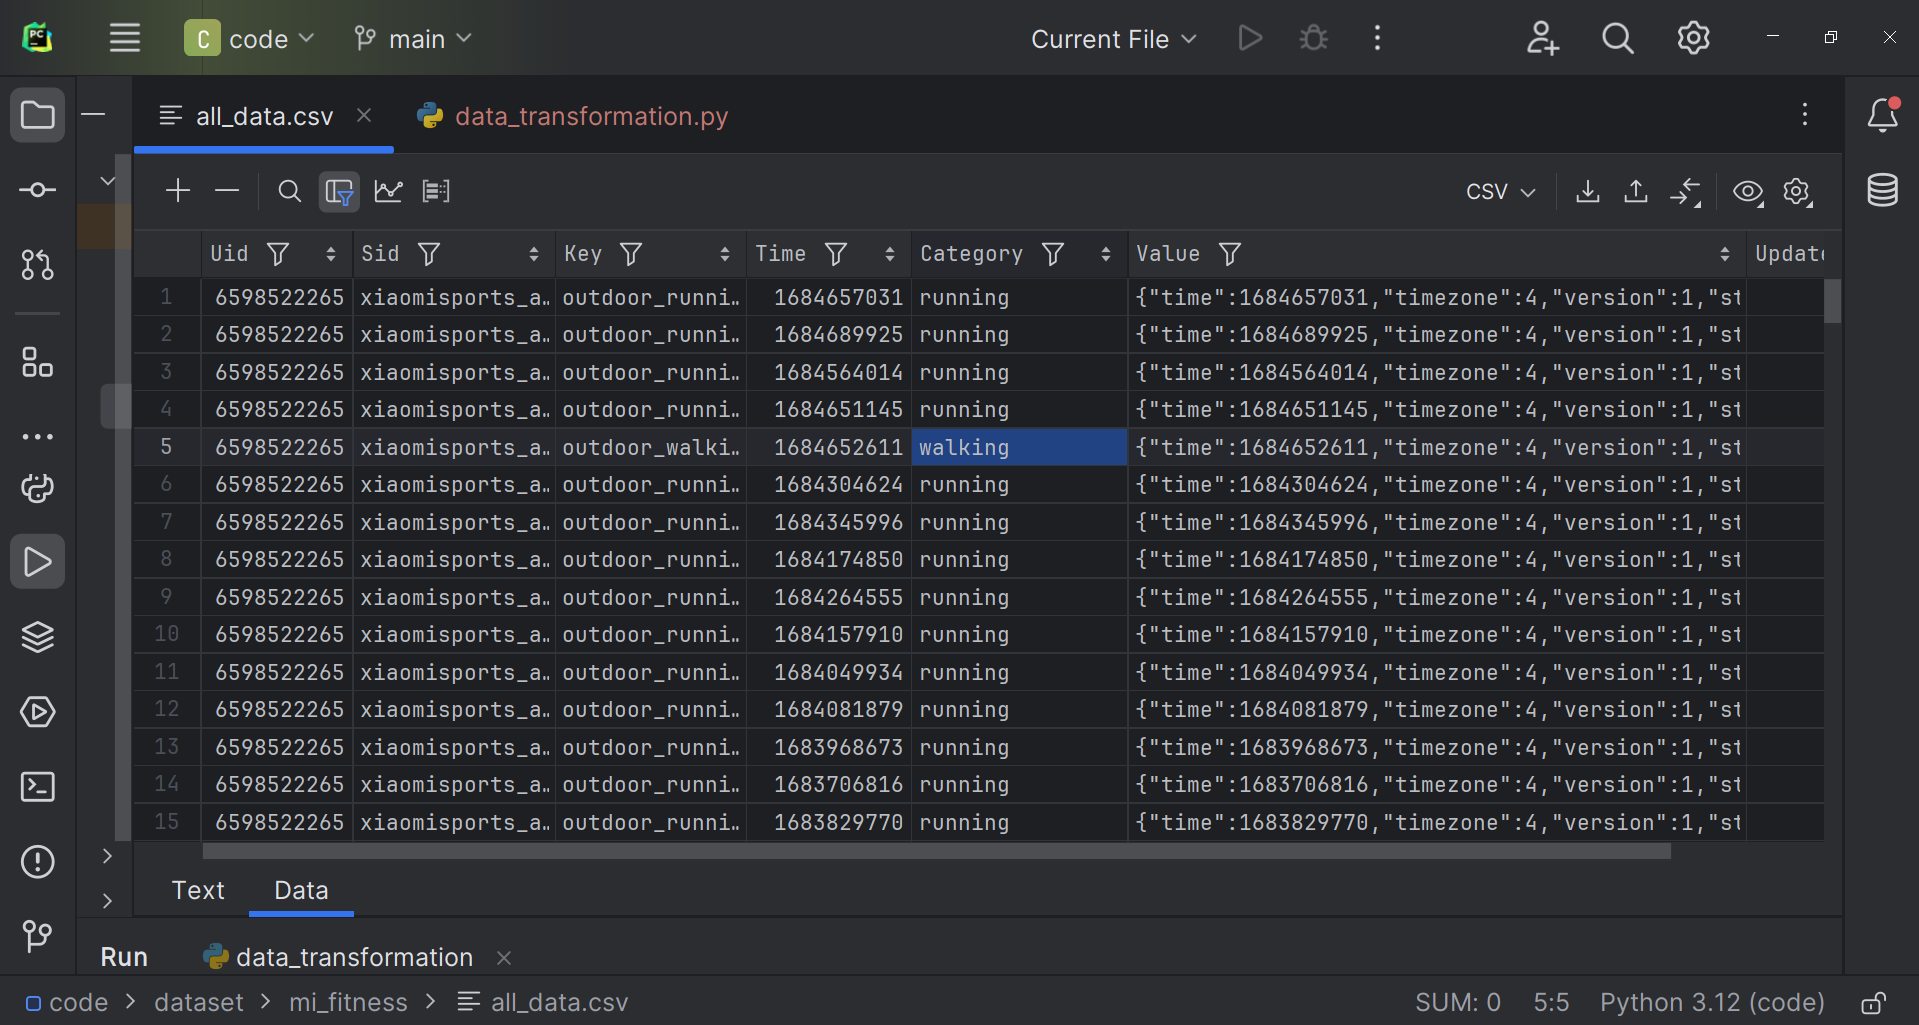 PC C code main Current File
all_data.csv data_transformation.py
CSV
Uid Sid Key Time Category Value Update
1 6598522265 xiaomisports_a… outdoor_runni… 1684657031 running {"time":1684657031,"timezone":4,"version":1,"st
2 6598522265 xiaomisports_a… outdoor_runni… 1684689925 running {"time":1684689925,"timezone":4,"version":1,"st
3 6598522265 xiaomisports_a… outdoor_runni… 1684564014 running {"time":1684564014,"timezone":4,"version":1,"st
4 6598522265 xiaomisports_a… outdoor_runni… 1684651145 running {"time":1684651145,"timezone":4,"version":1,"st
5 6598522265 xiaomisports_a… outdoor_walki… 1684652611 walking {"time":1684652611,"timezone":4,"version":1,"st
6 6598522265 xiaomisports_a… outdoor_runni… 1684304624 running {"time":1684304624,"timezone":4,"version":1,"st
7 6598522265 xiaomisports_a… outdoor_runni… 1684345996 running {"time":1684345996,"timezone":4,"version":1,"st
8 6598522265 xiaomisports_a… outdoor_runni… 1684174850 running {"time":1684174850,"timezone":4,"version":1,"st
9 6598522265 xiaomisports_a… outdoor_runni… 1684264555 running {"time":1684264555,"timezone":4,"version":1,"st
10 6598522265 xiaomisports_a… outdoor_runni… 1684157910 running {"time":1684157910,"timezone":4,"version":1,"st
11 6598522265 xiaomisports_a… outdoor_runni… 1684049934 running {"time":1684049934,"timezone":4,"version":1,"st
12 6598522265 xiaomisports_a… outdoor_runni… 1684081879 running {"time":1684081879,"timezone":4,"version":1,"st
13 6598522265 xiaomisports_a… outdoor_runni… 1683968673 running {"time":1683968673,"timezone":4,"version":1,"st
14 6598522265 xiaomisports_a… outdoor_runni… 1683706816 running {"time":1683706816,"timezone":4,"version":1,"st
15 6598522265 xiaomisports_a… outdoor_runni… 1683829770 running {"time":1683829770,"timezone":4,"version":1,"st
Text Data
Run data_transformation
code > dataset > mi_fitness > all_data.csv SUM: 0 5:5 Python 3.12 (code)